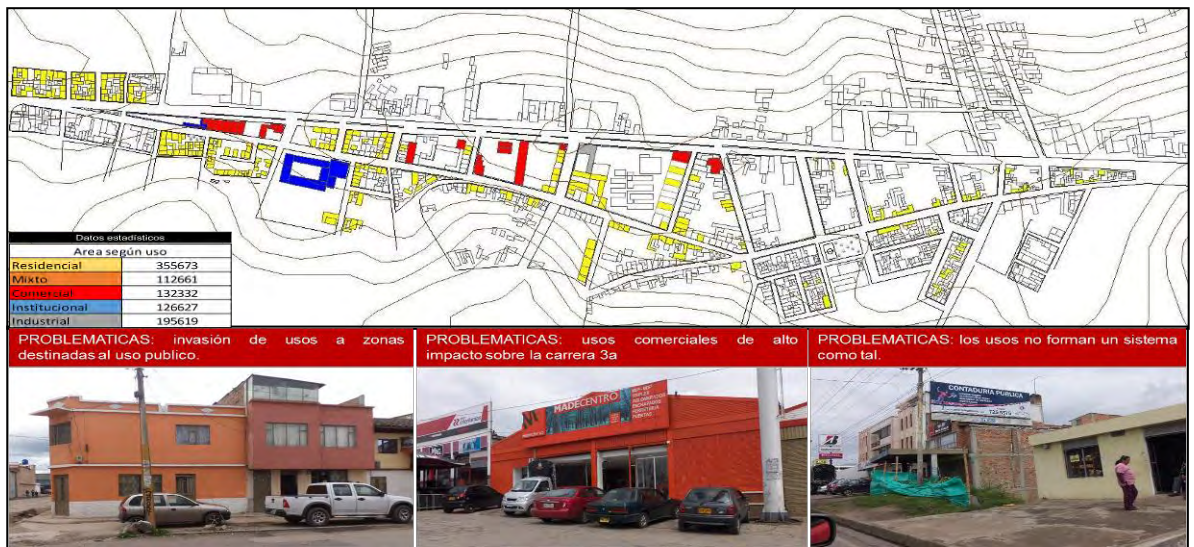 Datos estadísticos
Area según uso
Residencial 355673
Mixto 112661
Comercial 132332
Institucional 126627
Industrial 195619
PROBLEMATICAS: invasión de usos a zonas
destinadas al uso publico.
PROBLEMATICAS: usos comerciales de alto
impacto sobre la carrera 3a
PROBLEMATICAS: los usos no forman un sistema
como tal.
MADECENTRO
CONTADURIA PUBLICA